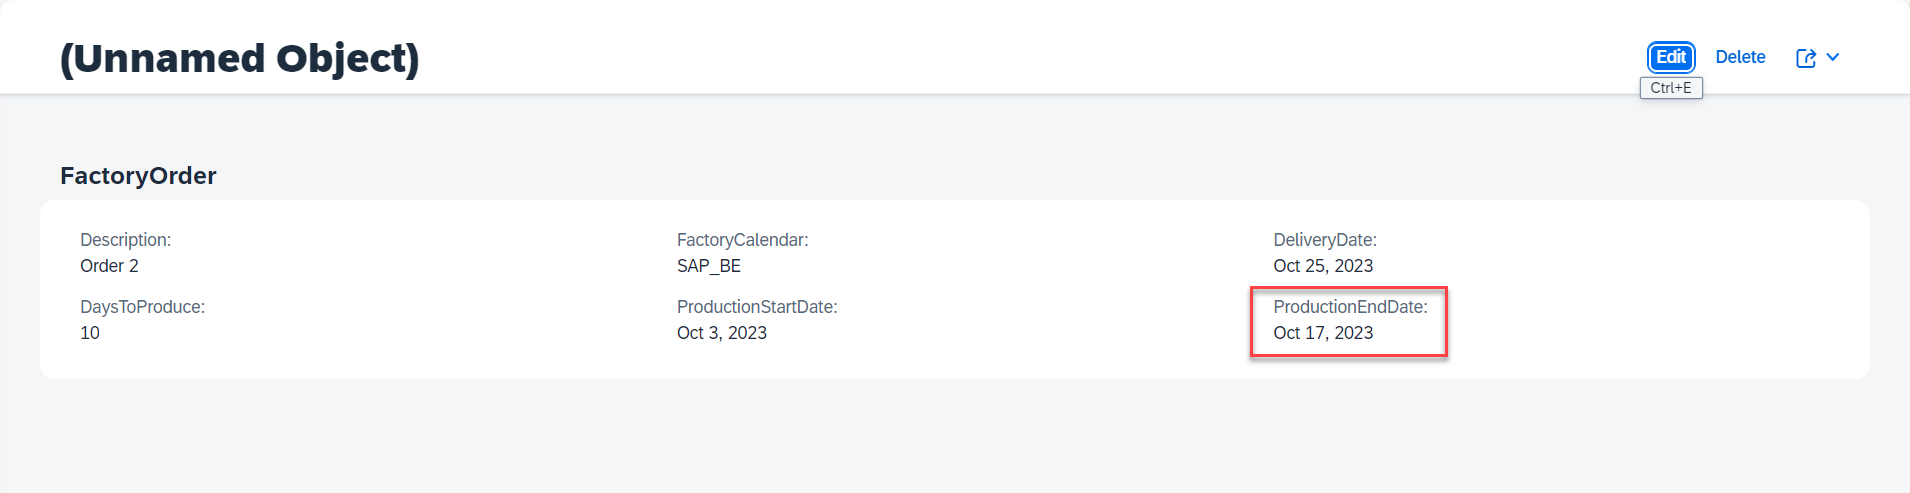 (Unnamed Object)
Edit
Delete
Ctrl+E
FactoryOrder
Description:
Order 2
FactoryCalendar:
SAP_BE
DeliveryDate:
Oct 25, 2023
DaysToProduce:
10
ProductionStartDate:
Oct 3, 2023
ProductionEndDate:
Oct 17, 2023